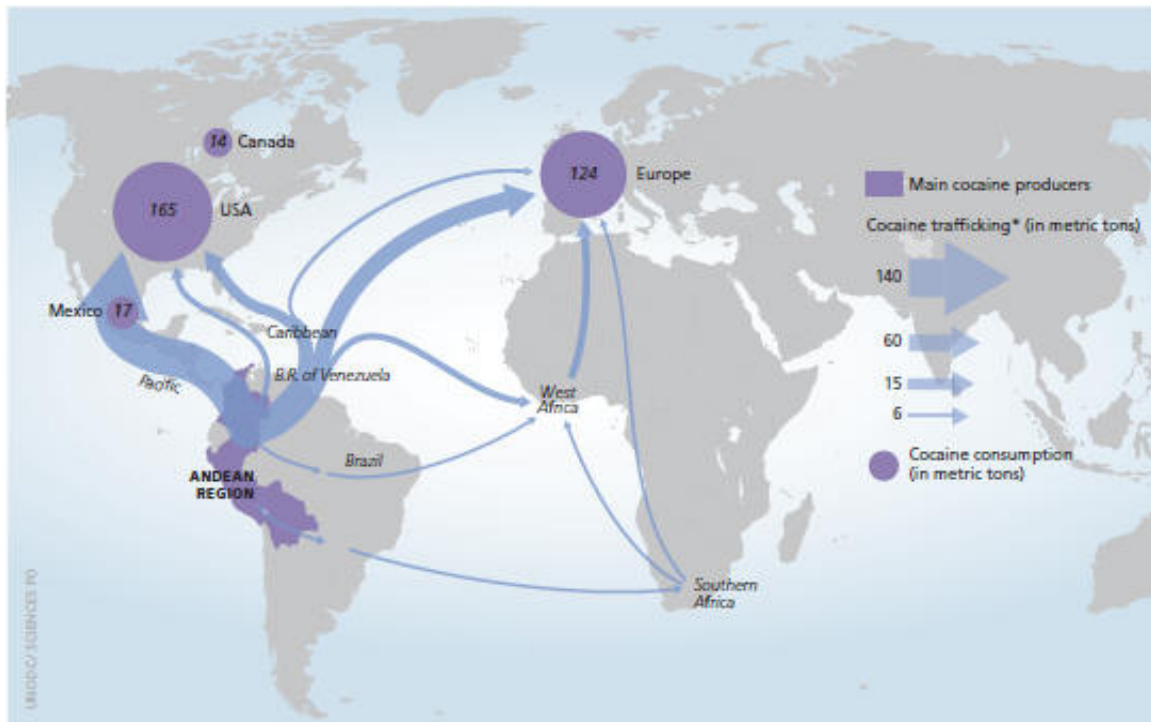 14 Canada
165 USA
124 Europe
Mexico 17
Pacific
Caribbean
B.R. of Venezuela
West
Africa
Brazil
ANDEAN
REGION
Southern
Africa
Main cocaine producers
Cocaine trafficking* (in metric tons)
140
60
15
6
Cocaine consumption
(in metric tons)
UNODC/ SCIENCES PO